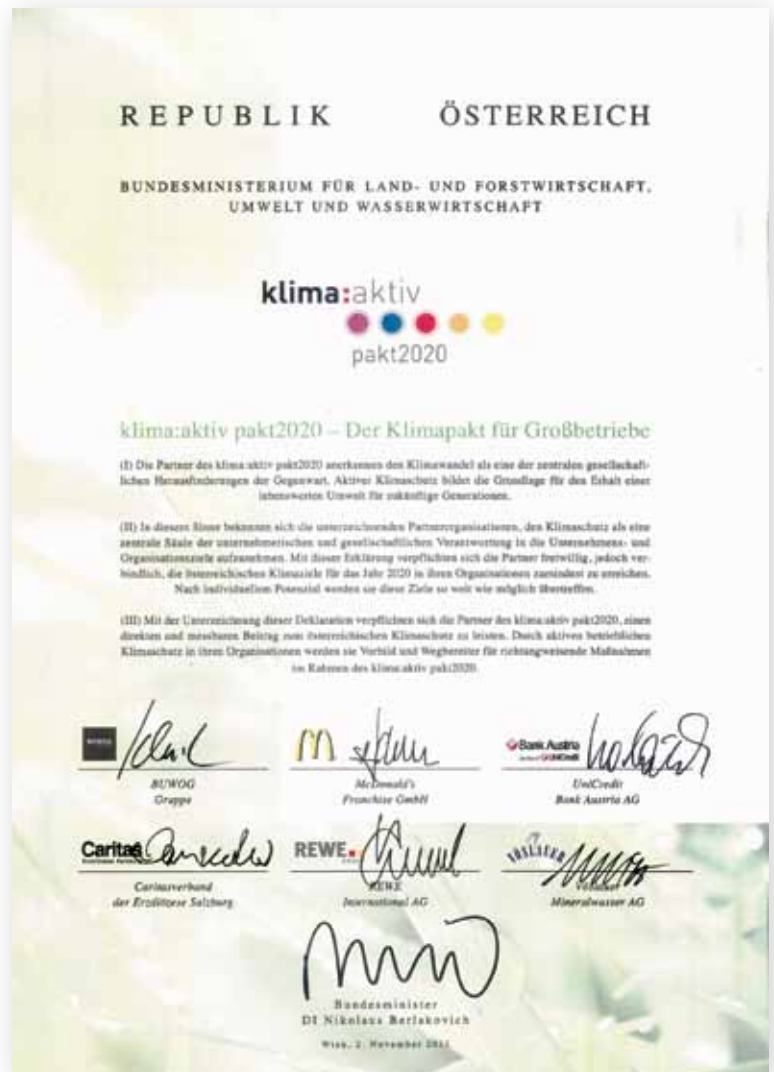 REPUBLIK ÖSTERREICH
BUNDESMINISTERIUM FÜR LAND- UND FORSTWIRTSCHAFT,
UMWELT UND WASSERWIRTSCHAFT
klima:aktiv
pakt2020
klima:aktiv pakt2020 – Der Klimapakt für Großbetriebe
(I) Die Partner des klima:aktiv pakt2020 anerkennen den Klimawandel als eine der zentralen gesellschaft-
lichen Herausforderungen der Gegenwart. Aktiver Klimaschutz bildet die Grundlage für den Erhalt einer
lebenswerten Umwelt für zukünftige Generationen.
(II) In diesem Sinne bekennen sich die unterzeichnenden Partnerorganisationen, den Klimaschutz als eine
zentrale Säule der unternehmerischen und gesellschaftlichen Verantwortung in die Unternehmens- und
Organisationsziele aufzunehmen. Mit dieser Erklärung verpflichten sich die Partner freiwillig, jedoch ver-
bindlich, die österreichischen Klimaziele für das Jahr 2020 in ihren Organisationen zumindest zu erreichen.
Nach individuellem Potenzial werden sie diese Ziele so weit wie möglich übertreffen.
(III) Mit der Unterzeichnung dieser Deklaration verpflichten sich die Partner des klima:aktiv pakt2020, einen
direkten und messbaren Beitrag zum österreichischen Klimaschutz zu leisten. Durch aktiven betrieblichen
Klimaschutz in ihren Organisationen werden sie Vorbild und Wegbereiter für richtungweisende Maßnahmen
im Rahmen des klima:aktiv pakt2020.
Bank Austria
UniCredit
BUWOG
Gruppe
McDonald's
Franchise GmbH
UniCredit
Bank Austria AG
Caritas
REWE
VÖSLAUER
Caritasverband
der Erzdiözese Salzburg
REWE
International AG
Vöslauer
Mineralwasser AG
Bundesminister
DI Nikolaus Berlakovich
Wien, 2. November 2011